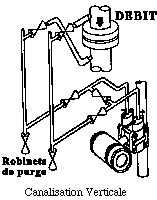 DEBIT
Robinets
de purge
Canalisation Verticale